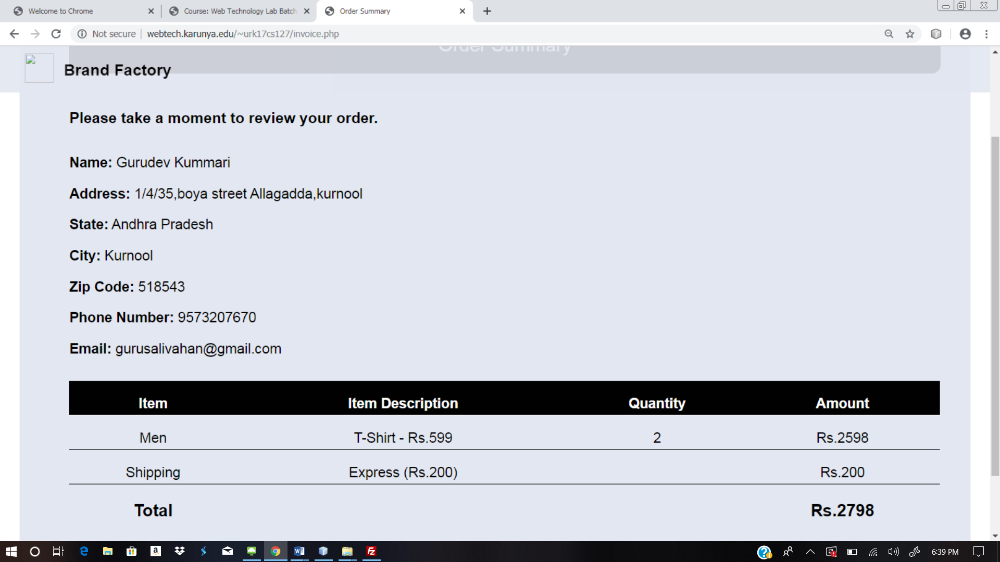 Welcome to Chrome
Course: Web Technology Lab Batch
Order Summary
Not secure
webtech.karunya.edu/~urk17cs127/invoice.php
Order Summary
Brand Factory
Please take a moment to review your order.
Name: Gurudev Kummari
Address: 1/4/35,boya street Allagadda,kurnool
State: Andhra Pradesh
City: Kurnool
Zip Code: 518543
Phone Number: 9573207670
Email: gurusalivahan@gmail.com
Item Item Description Quantity Amount
Men T-Shirt - Rs.599 2 Rs.2598
Shipping Express (Rs.200) Rs.200
Total Rs.2798
6:39 PM